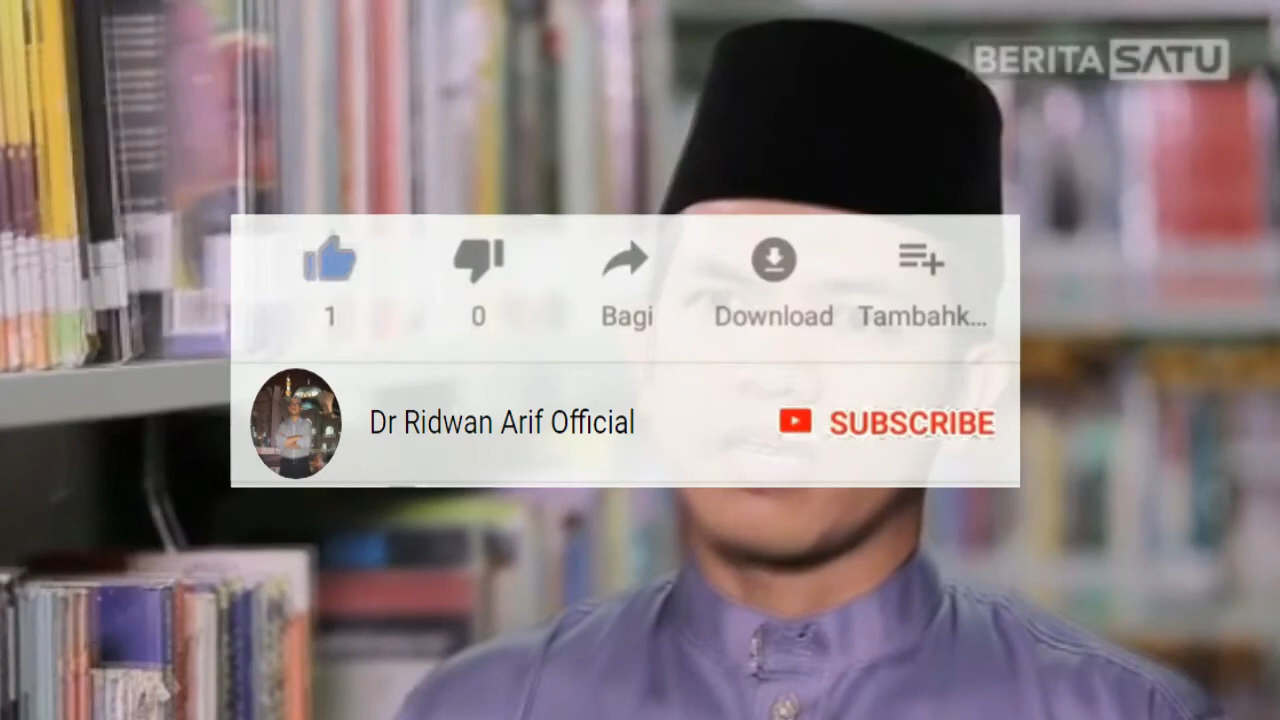 BERITA SATU
1 0 Bagi Download Tambahk...
Dr Ridwan Arif Official SUBSCRIBE